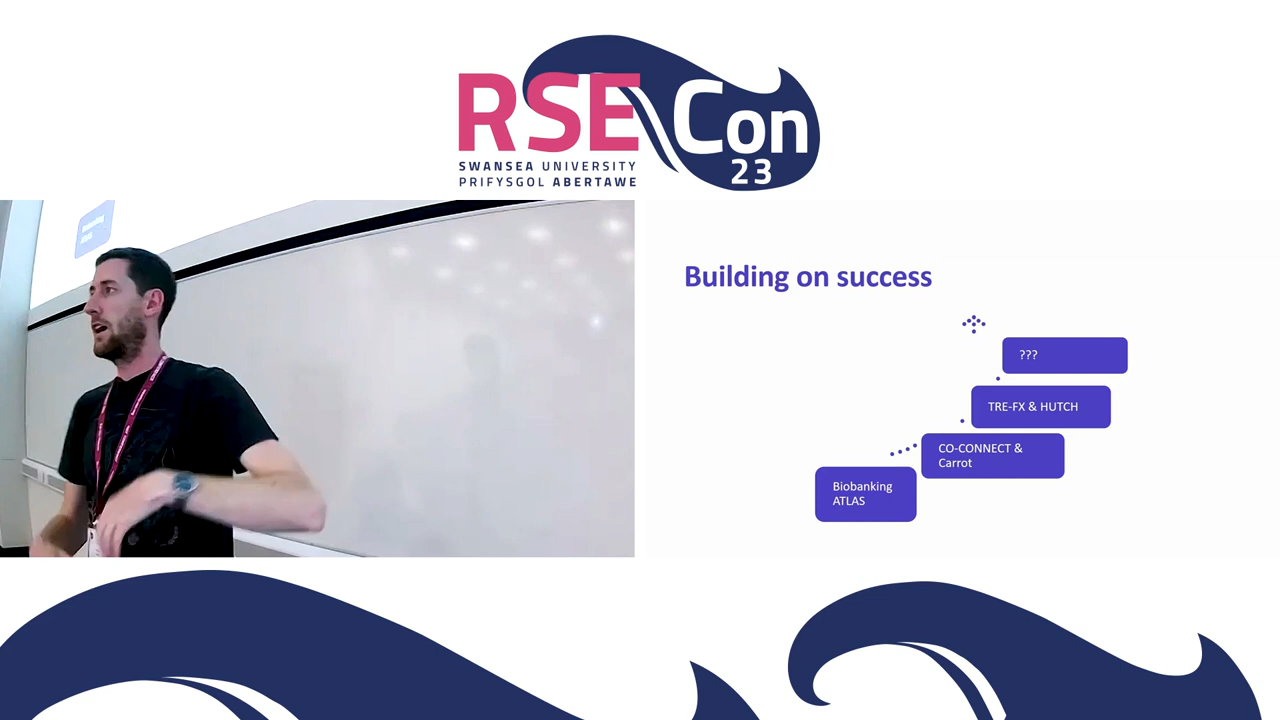 RSE Con
23
SWANSEA UNIVERSITY
PRIFYSGOL ABERTAWE
Building on success
???
TRE-FX & HUTCH
CO-CONNECT &
Carrot
Biobanking
ATLAS